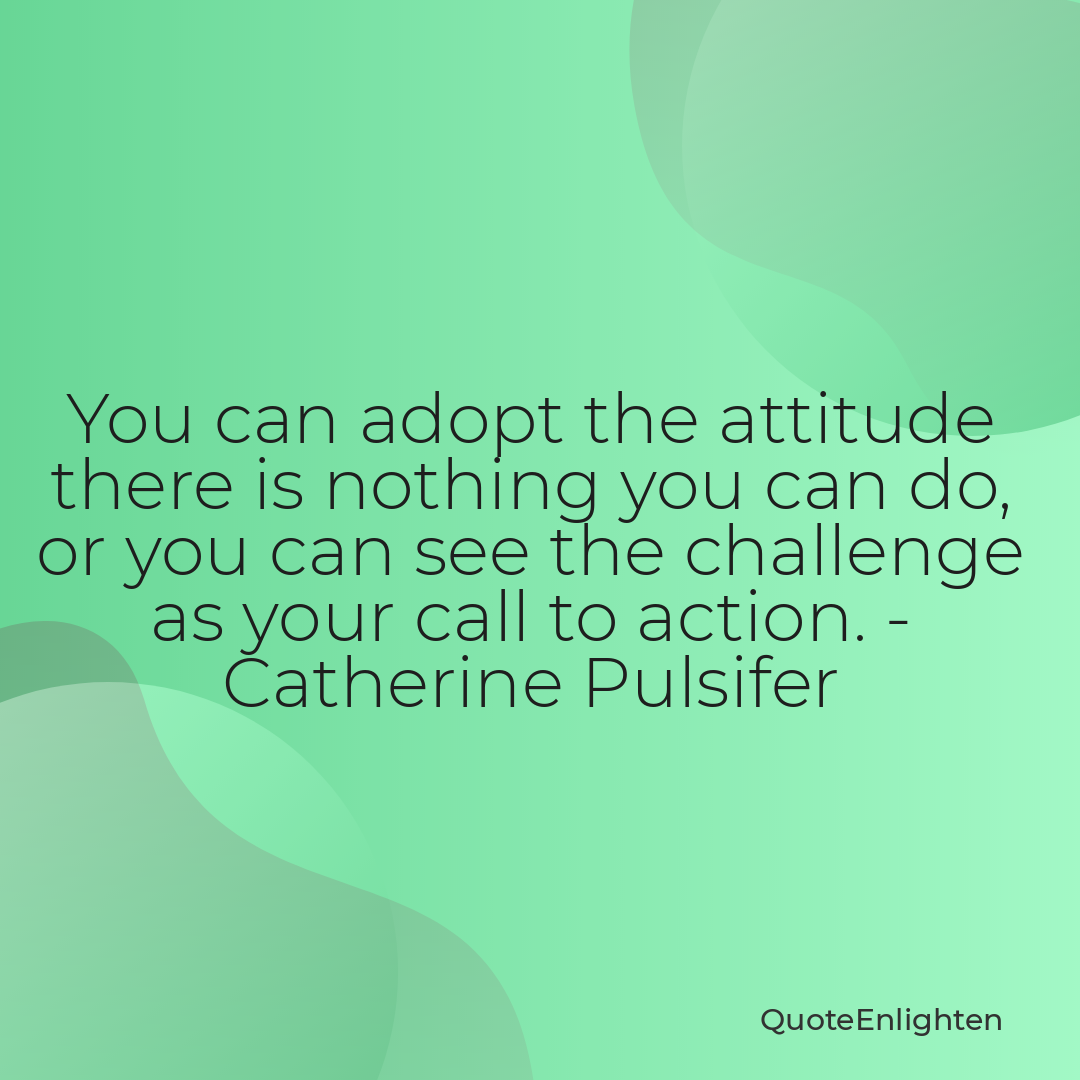 You can adopt the attitude
there is nothing you can do,
or you can see the challenge
as your call to action. -
Catherine Pulsifer
QuoteEnlighten